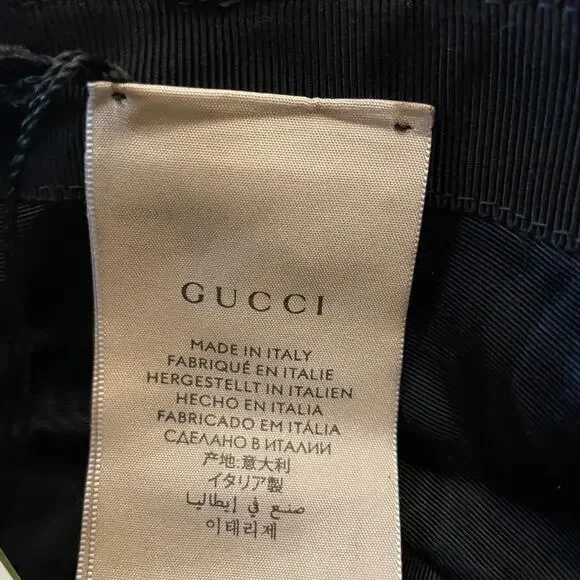 GUCCI
MADE IN ITALY
FABRIQUÉ EN ITALIE
HERGESTELLT IN ITALIEN
HECHO EN ITALIA
FABRICADO EM ITÁLIA
СДЕЛАНО В ИТАЛИИ
产地:意大利
イタリア製
صنع في إيطاليا
이태리제